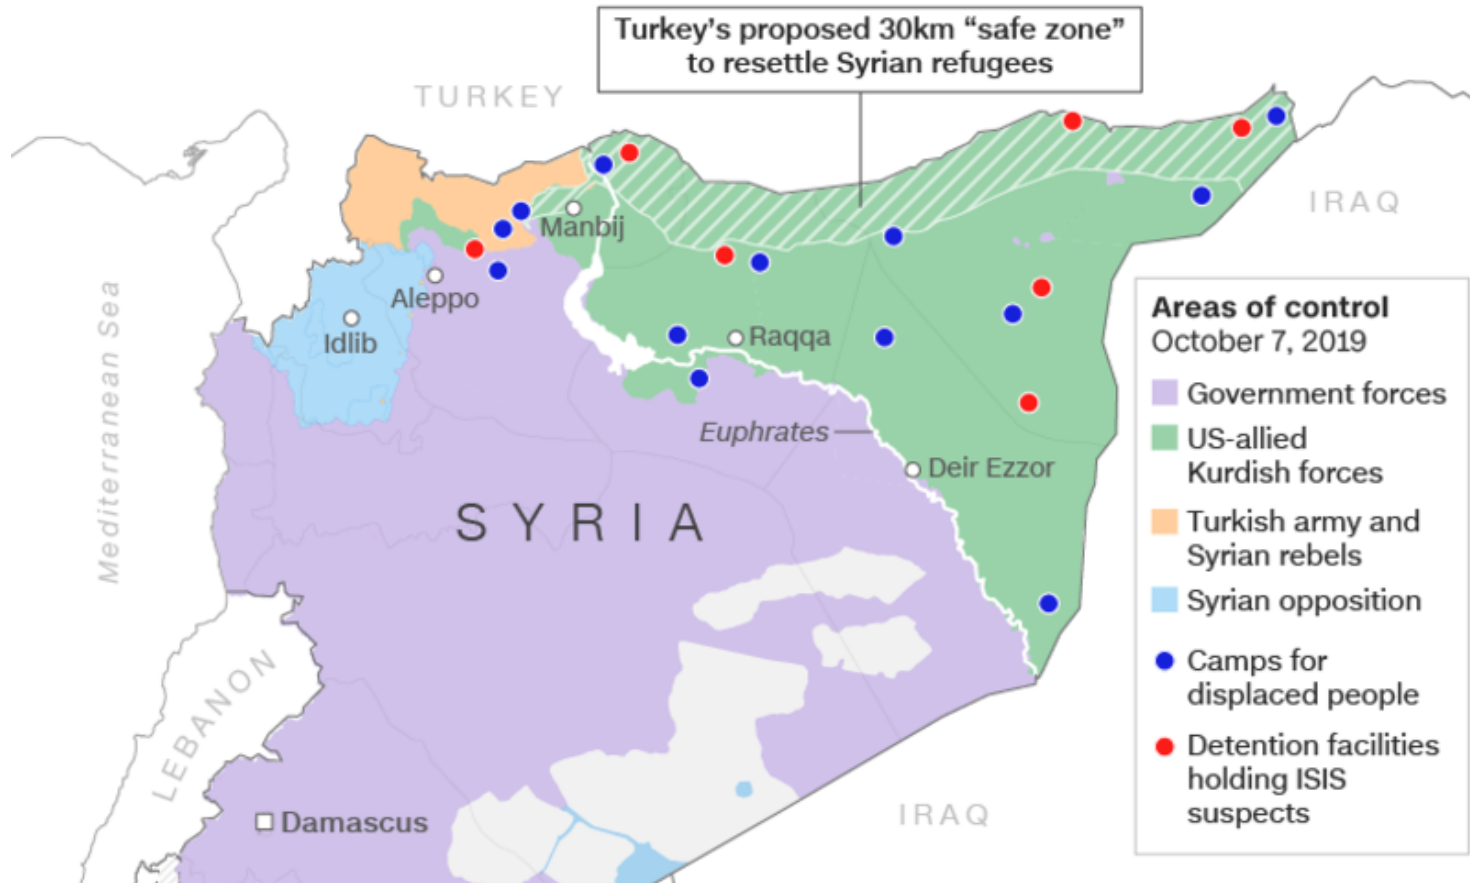 Turkey’s proposed 30km “safe zone”
to resettle Syrian refugees
TURKEY
IRAQ
Manbij
Aleppo
Idlib
Raqqa
Mediterranean Sea
Euphrates
Deir Ezzor
SYRIA
LEBANON
Damascus
IRAQ
Areas of control
October 7, 2019
Government forces
US-allied
Kurdish forces
Turkish army and
Syrian rebels
Syrian opposition
Camps for
displaced people
Detention facilities
holding ISIS
suspects